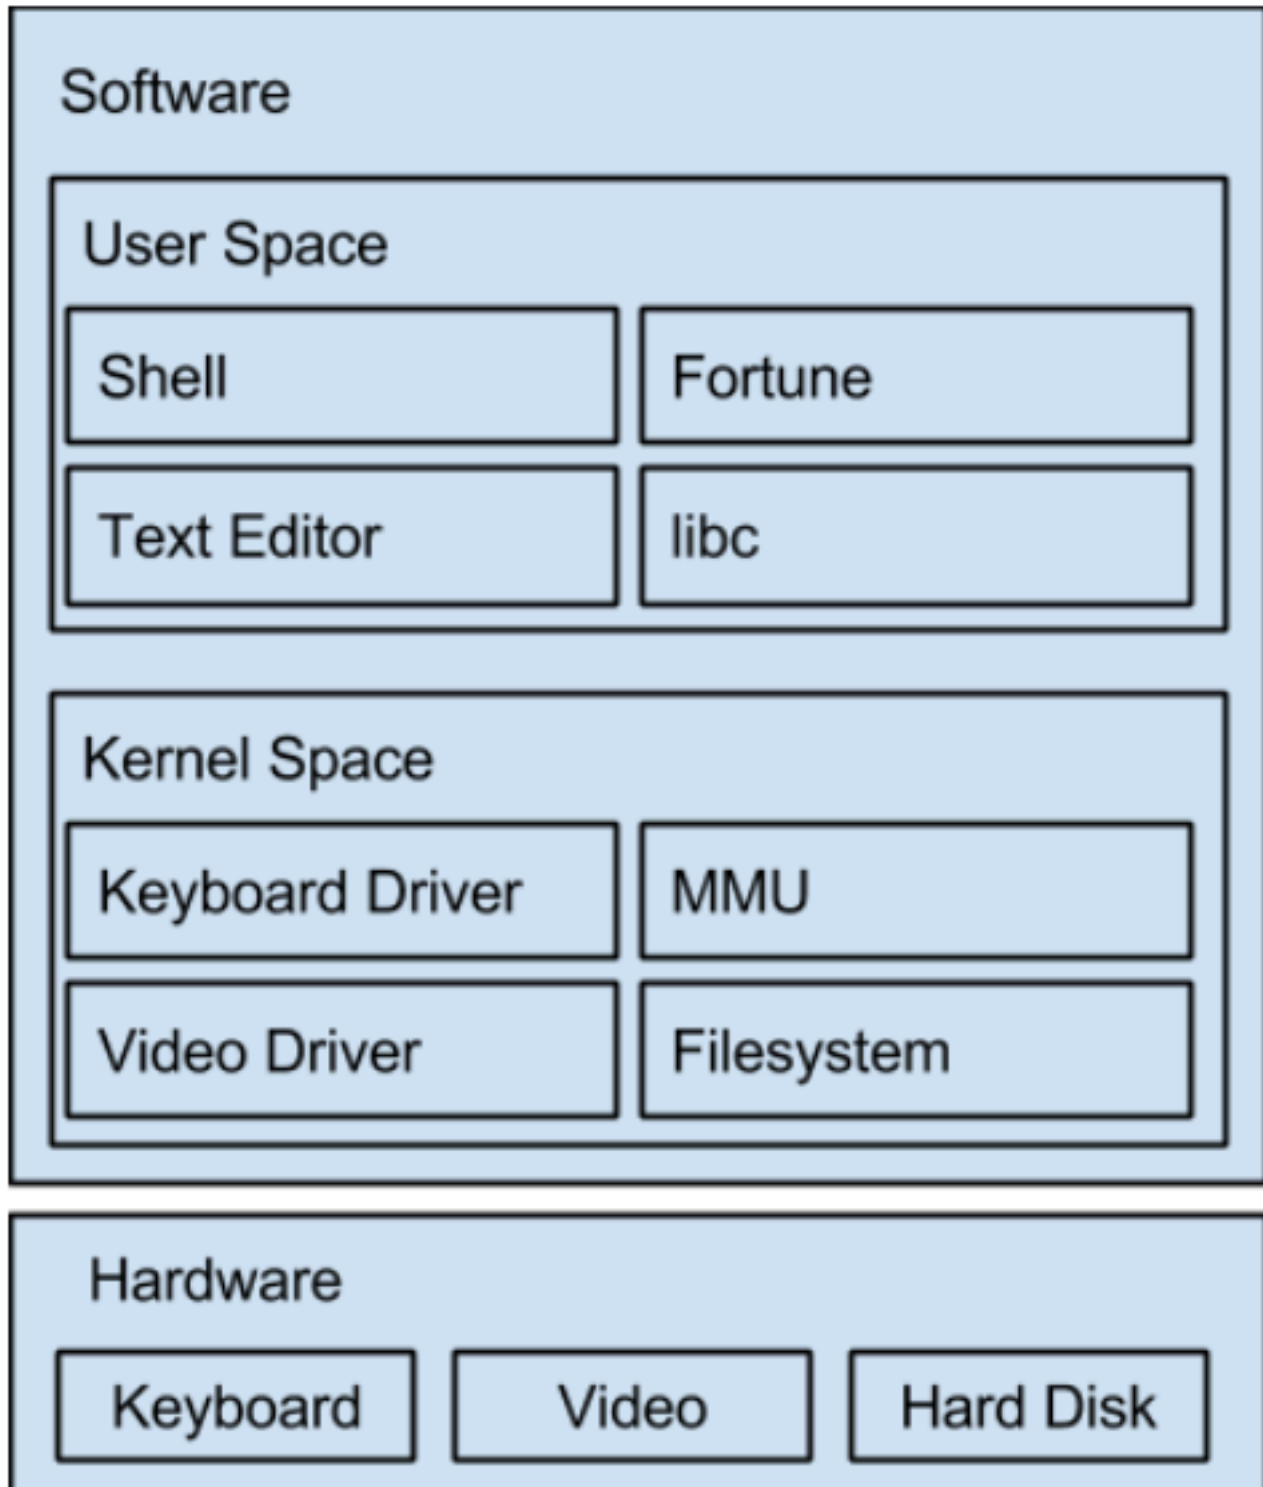 Software
User Space
Shell
Fortune
Text Editor
libc
Kernel Space
Keyboard Driver
MMU
Video Driver
Filesystem
Hardware
Keyboard
Video
Hard Disk